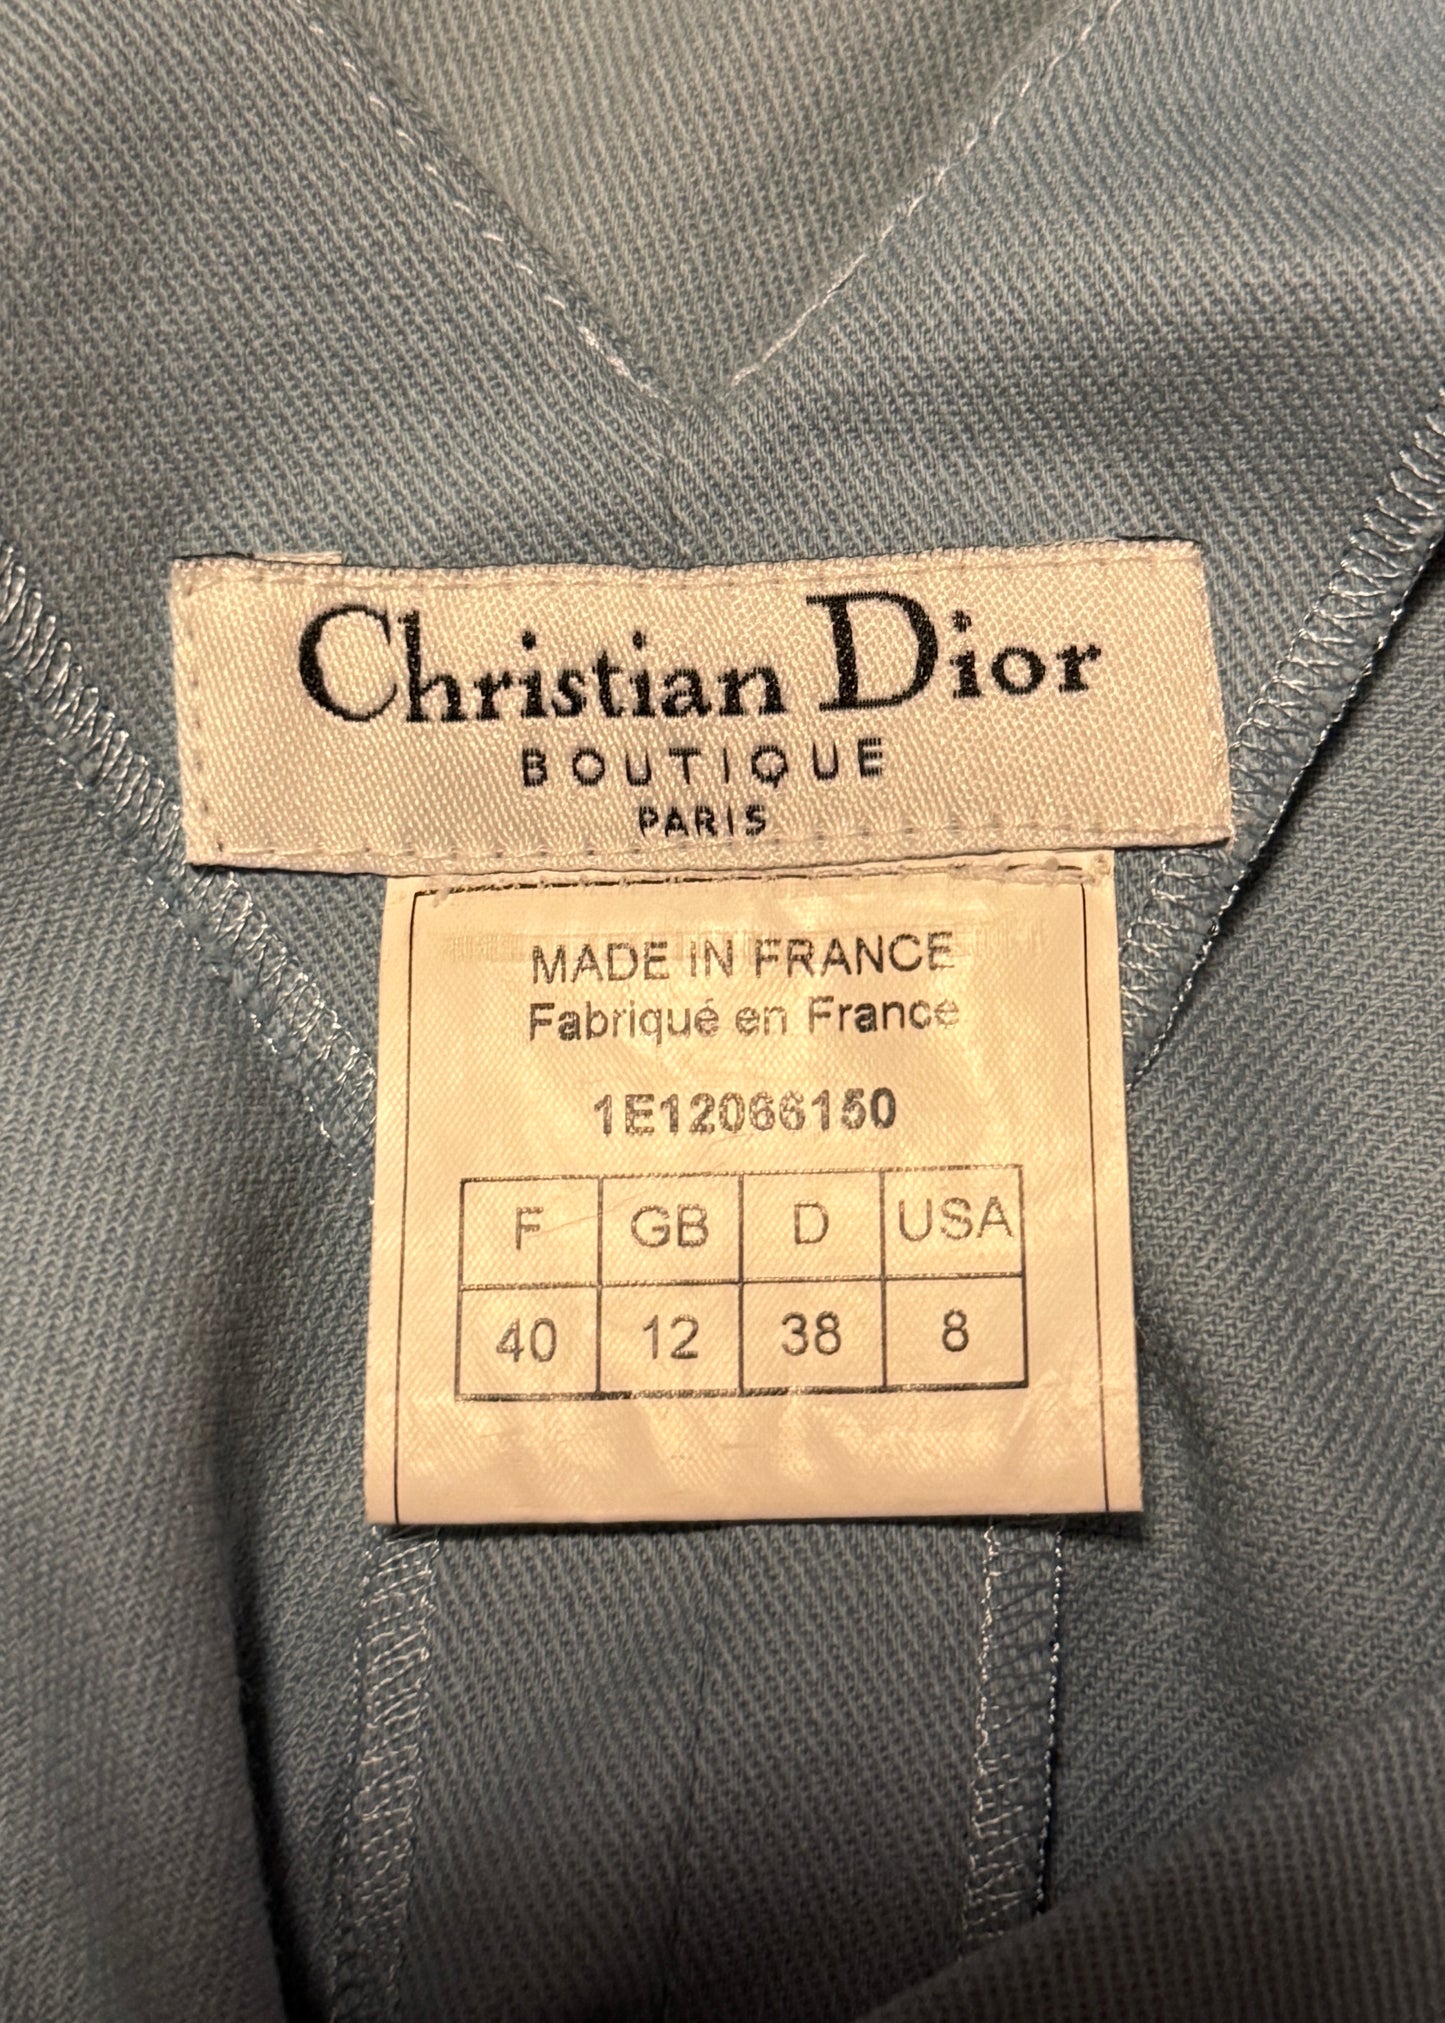 Christian Dior
BOUTIQUE
PARIS
MADE IN FRANCE
Fabriqué en France
1E12066150
F GB D USA
40 12 38 8